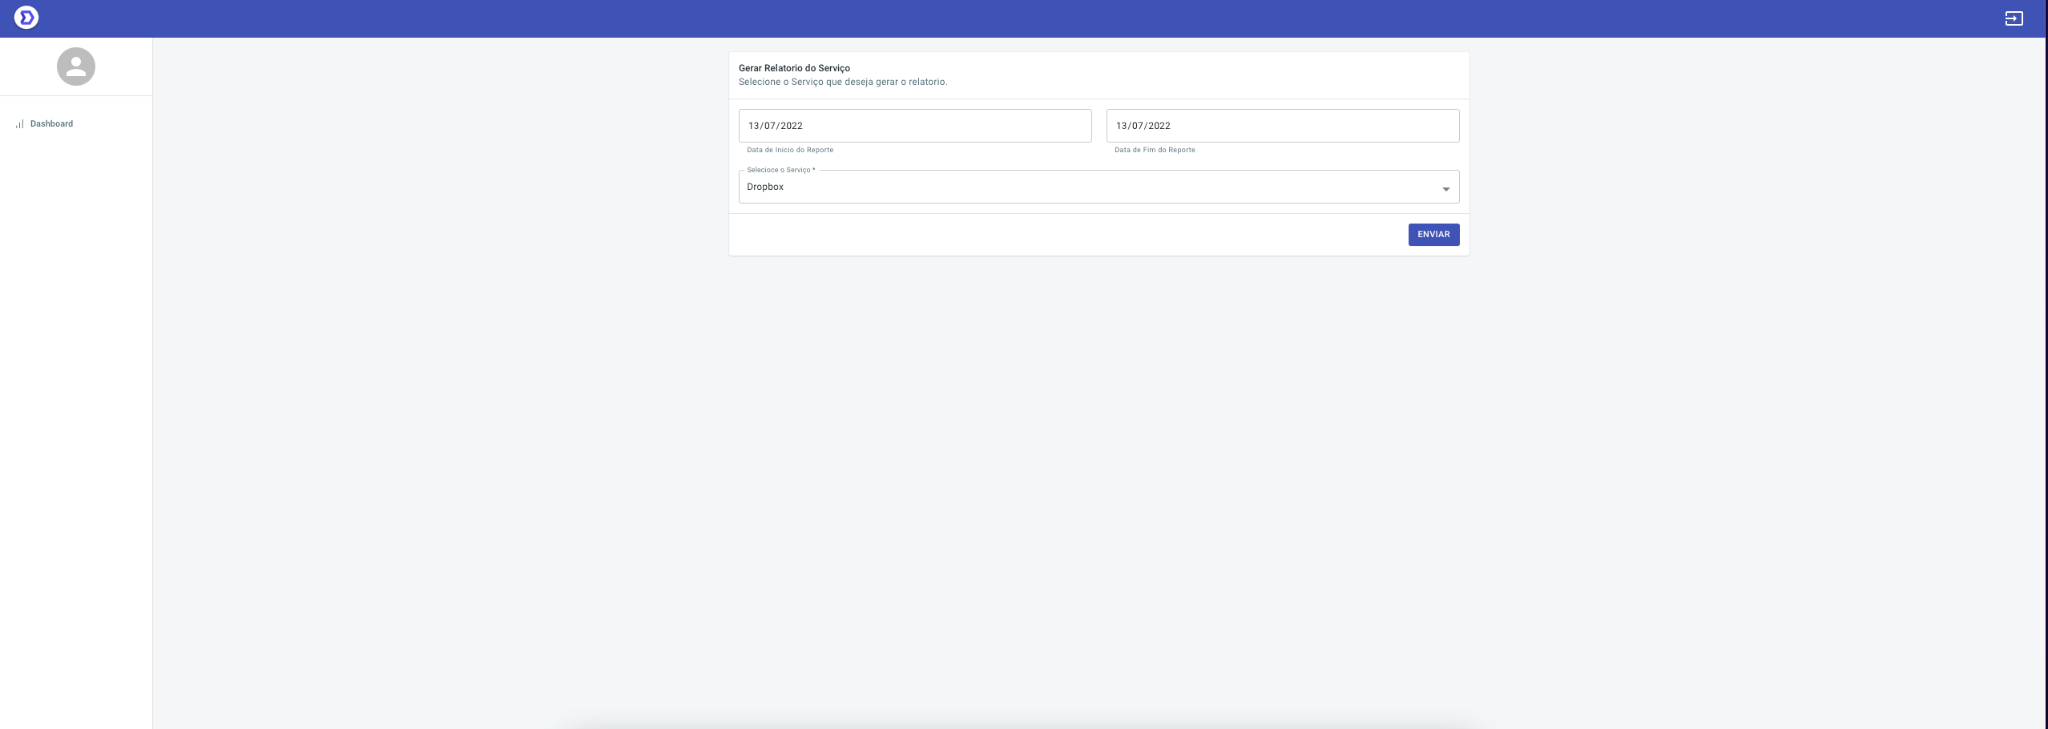 Dashboard
Gerar Relatorio do Serviço
Selecione o Serviço que deseja gerar o relatorio.
13/07/2022
13/07/2022
Data de Inicio do Reporte
Data de Fim do Reporte
Selecioce o Serviço *
Dropbox
ENVIAR